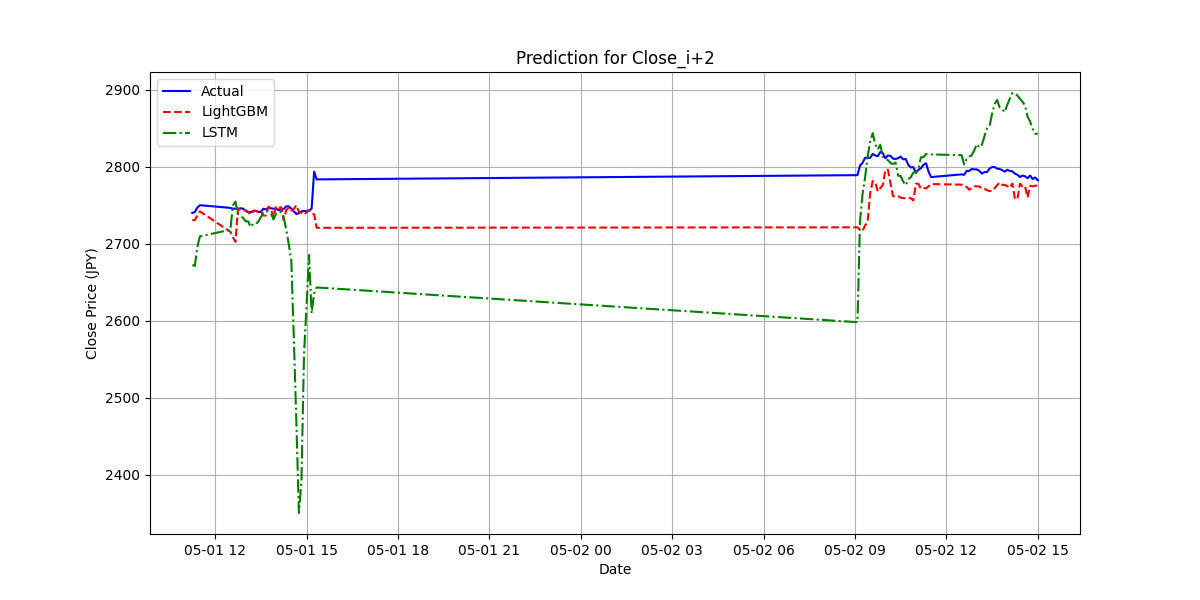 Prediction for Close_i+2
Actual
LightGBM
LSTM
Close Price (JPY)
2900
2800
2700
2600
2500
2400
05-01 12
05-01 15
05-01 18
05-01 21
05-02 00
05-02 03
05-02 06
05-02 09
05-02 12
05-02 15
Date